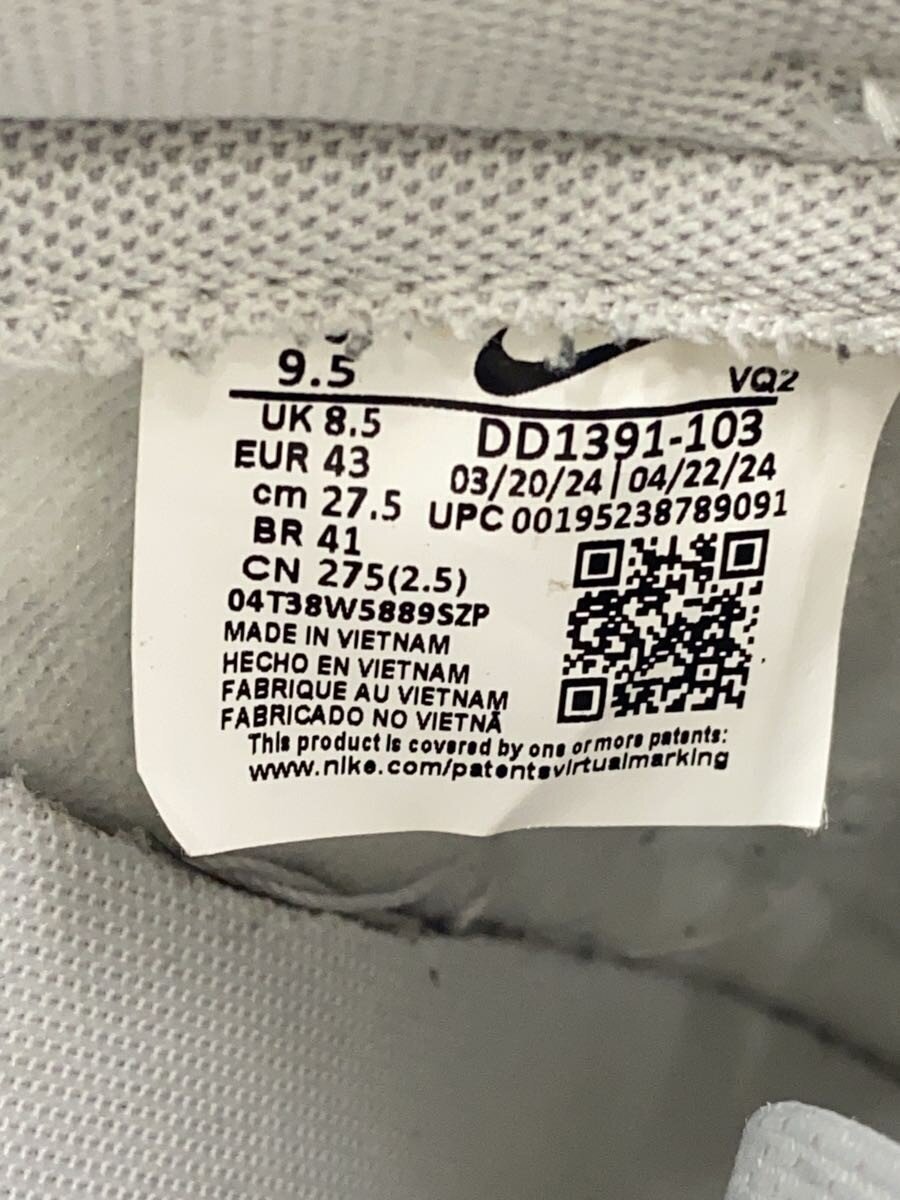 9.5
VQ2
UK 8.5
EUR 43
cm 27.5
BR 41
CN 275(2.5)
04T38W5889SZP
MADE IN VIETNAM
HECHO EN VIETNAM
FABRIQUE AU VIETNAM
FABRICADO NO VIETNÃ
DD1391-103
03/20/24 | 04/22/24
UPC 00195238789091
This product is covered by one or more patents:
www.nike.com/patentsvirtualmarking